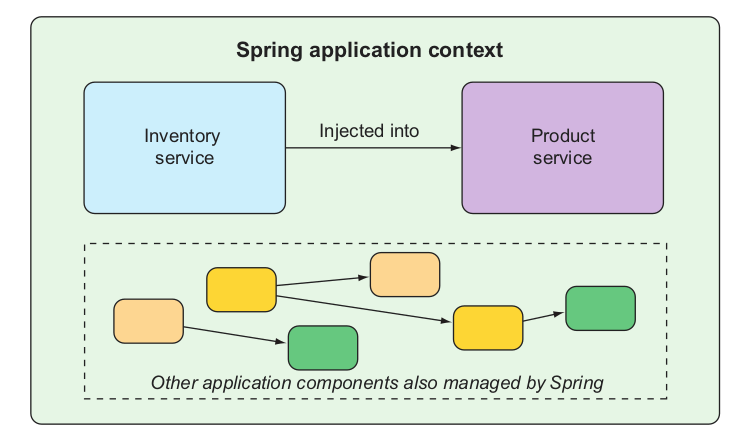 Spring application context
Inventory
service
Injected into
Product
service
Other application components also managed by Spring